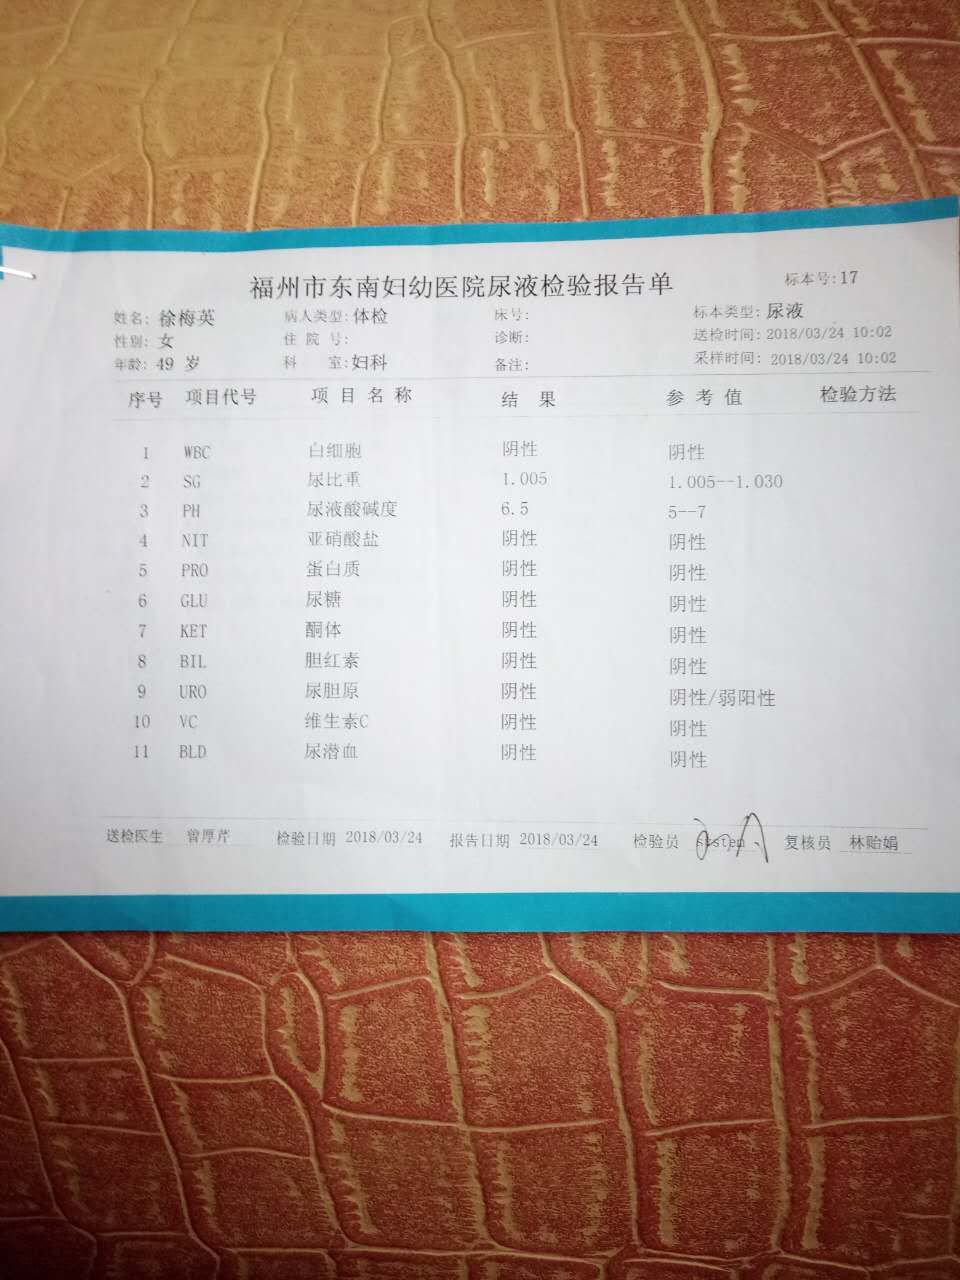 福州市东南妇幼医院尿液检验报告单 标本号:17
姓名: 徐梅英 病人类型: 体检 床号: 标本类型: 尿液
性别: 女 住 院 号: 诊断: 送检时间: 2018/03/24 10:02
年龄: 49 岁 科 室: 妇科 备注: 采样时间: 2018/03/24 10:02
序号 项目代号 项 目 名 称 结 果 参 考 值 检验方法
1 WBC 白细胞 阴性 阴性
2 SG 尿比重 1.005 1.005--1.030
3 PH 尿液酸碱度 6.5 5--7
4 NIT 亚硝酸盐 阴性 阴性
5 PRO 蛋白质 阴性 阴性
6 GLU 尿糖 阴性 阴性
7 KET 酮体 阴性 阴性
8 BIL 胆红素 阴性 阴性
9 URO 尿胆原 阴性 阴性/弱阳性
10 VC 维生素C 阴性 阴性
11 BLD 尿潜血 阴性 阴性
送检医生 曾厚芹 检验日期 2018/03/24 报告日期 2018/03/24 检验员 system 复核员 林贻娟